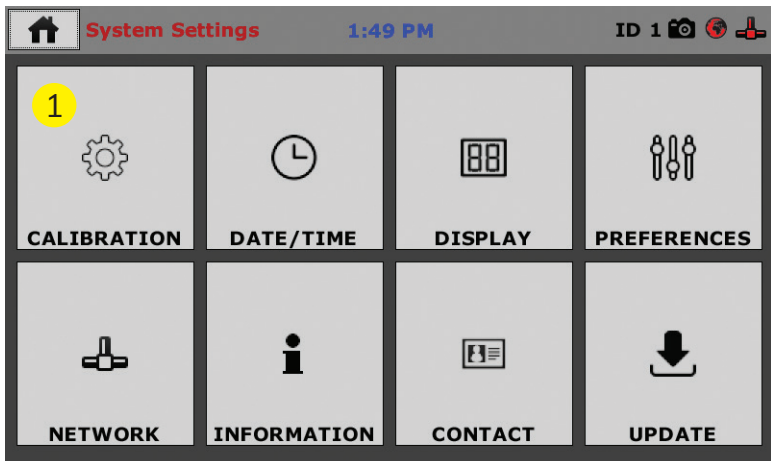 System Settings 1:49 PM ID 1
1
88
CALIBRATION DATE/TIME DISPLAY PREFERENCES
NETWORK INFORMATION CONTACT UPDATE